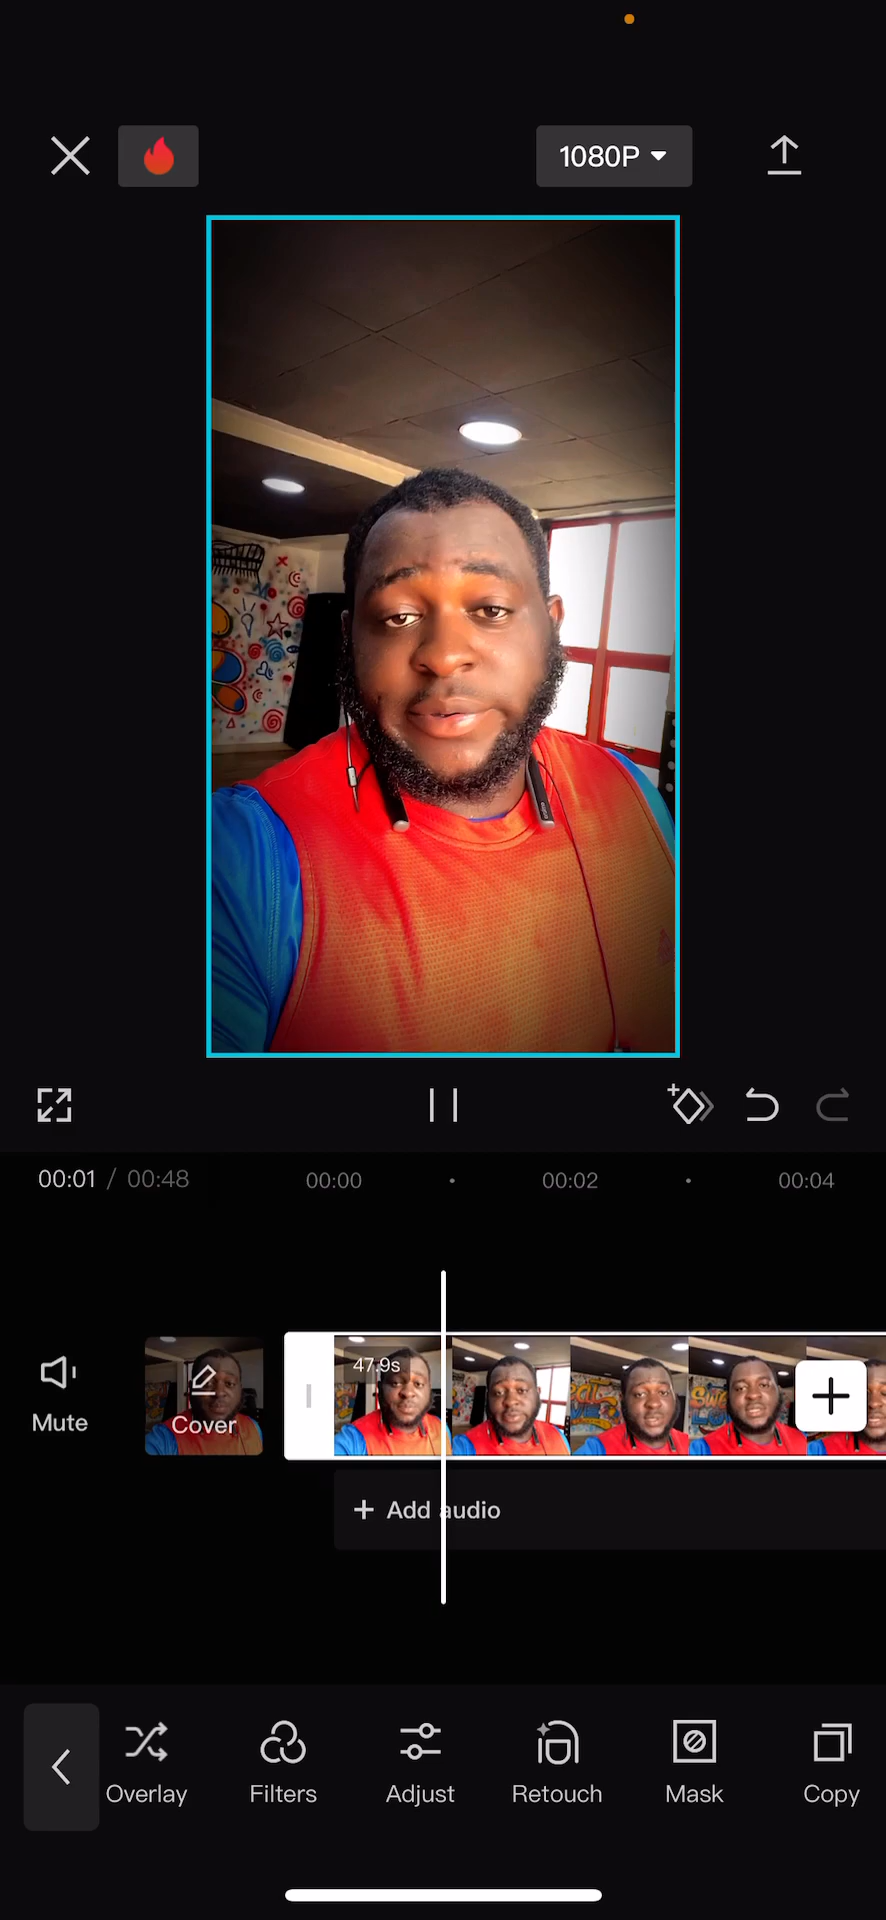 1080P
00:01 / 00:48
00:00
00:02
00:04
47.9s
Mute
Cover
+ Add audio
Overlay
Filters
Adjust
Retouch
Mask
Copy